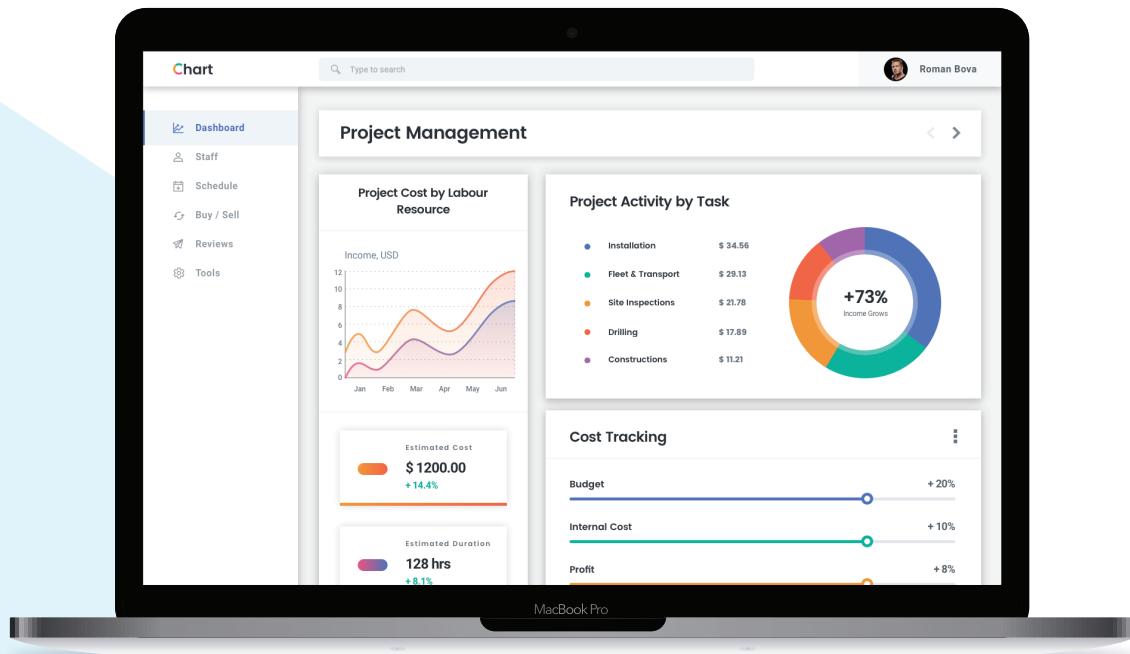 Chart
Type to search
Roman Bova
Dashboard
Staff
Schedule
Buy / Sell
Reviews
Tools
Project Management
Project Cost by Labour
Resource
Income, USD
12
10
8
6
4
2
0
Jan Feb Mar Apr May Jun
Estimated Cost
$ 1200.00
+ 14.4%
Estimated Duration
128 hrs
+ 8.1%
Project Activity by Task
Installation $ 34.56
Fleet & Transport $ 29.13
Site Inspections $ 21.78
Drilling $ 17.89
Constructions $ 11.21
+73%
Income Grows
Cost Tracking
Budget + 20%
Internal Cost + 10%
Profit + 8%
MacBook Pro